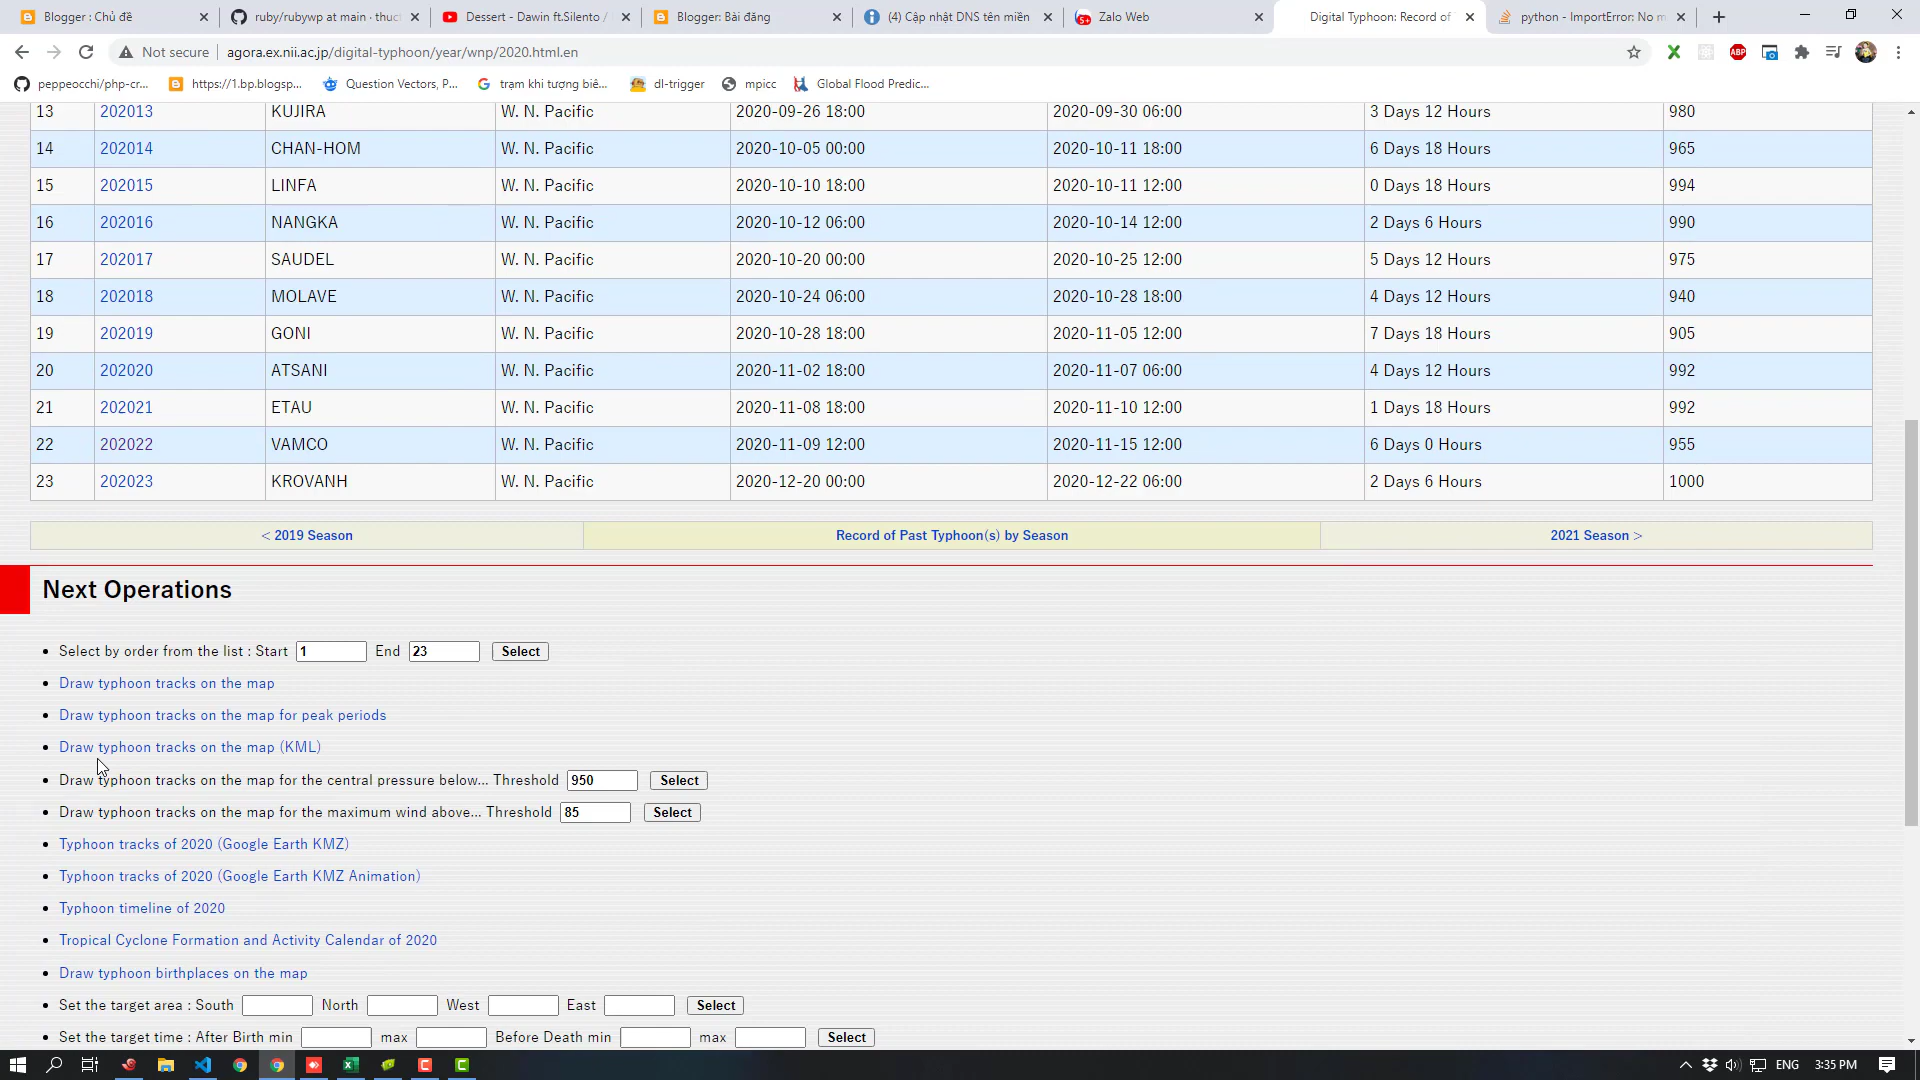 Blogger : Chủ đề
ruby/rubywp at main · thuc
Dessert - Dawin ft.Silento /
Blogger: Bài đăng
(4) Cập nhật DNS tên miền
Zalo Web
Digital Typhoon: Record of
python - ImportError: No m
Not secure
agora.ex.nii.ac.jp/digital-typhoon/year/wnp/2020.html.en
ABP
peppeocchi/php-cr...
https://1.bp.blogsp...
Question Vectors, P...
trạm khi tượng biê...
dl-trigger
mpicc
Global Flood Predic...
13 202013 KUJIRA W. N. Pacific 2020-09-26 18:00 2020-09-30 06:00 3 Days 12 Hours 980
14 202014 CHAN-HOM W. N. Pacific 2020-10-05 00:00 2020-10-11 18:00 6 Days 18 Hours 965
15 202015 LINFA W. N. Pacific 2020-10-10 18:00 2020-10-11 12:00 0 Days 18 Hours 994
16 202016 NANGKA W. N. Pacific 2020-10-12 06:00 2020-10-14 12:00 2 Days 6 Hours 990
17 202017 SAUDEL W. N. Pacific 2020-10-20 00:00 2020-10-25 12:00 5 Days 12 Hours 975
18 202018 MOLAVE W. N. Pacific 2020-10-24 06:00 2020-10-28 18:00 4 Days 12 Hours 940
19 202019 GONI W. N. Pacific 2020-10-28 18:00 2020-11-05 12:00 7 Days 18 Hours 905
20 202020 ATSANI W. N. Pacific 2020-11-02 18:00 2020-11-07 06:00 4 Days 12 Hours 992
21 202021 ETAU W. N. Pacific 2020-11-08 18:00 2020-11-10 12:00 1 Days 18 Hours 992
22 202022 VAMCO W. N. Pacific 2020-11-09 12:00 2020-11-15 12:00 6 Days 0 Hours 955
23 202023 KROVANH W. N. Pacific 2020-12-20 00:00 2020-12-22 06:00 2 Days 6 Hours 1000
< 2019 Season
Record of Past Typhoon(s) by Season
2021 Season >
Next Operations
Select by order from the list : Start 1 End 23 Select
Draw typhoon tracks on the map
Draw typhoon tracks on the map for peak periods
Draw typhoon tracks on the map (KML)
Draw typhoon tracks on the map for the central pressure below... Threshold 950 Select
Draw typhoon tracks on the map for the maximum wind above... Threshold 85 Select
Typhoon tracks of 2020 (Google Earth KMZ)
Typhoon tracks of 2020 (Google Earth KMZ Animation)
Typhoon timeline of 2020
Tropical Cyclone Formation and Activity Calendar of 2020
Draw typhoon birthplaces on the map
Set the target area : South North West East Select
Set the target time : After Birth min max Before Death min max Select
ENG
3:35 PM